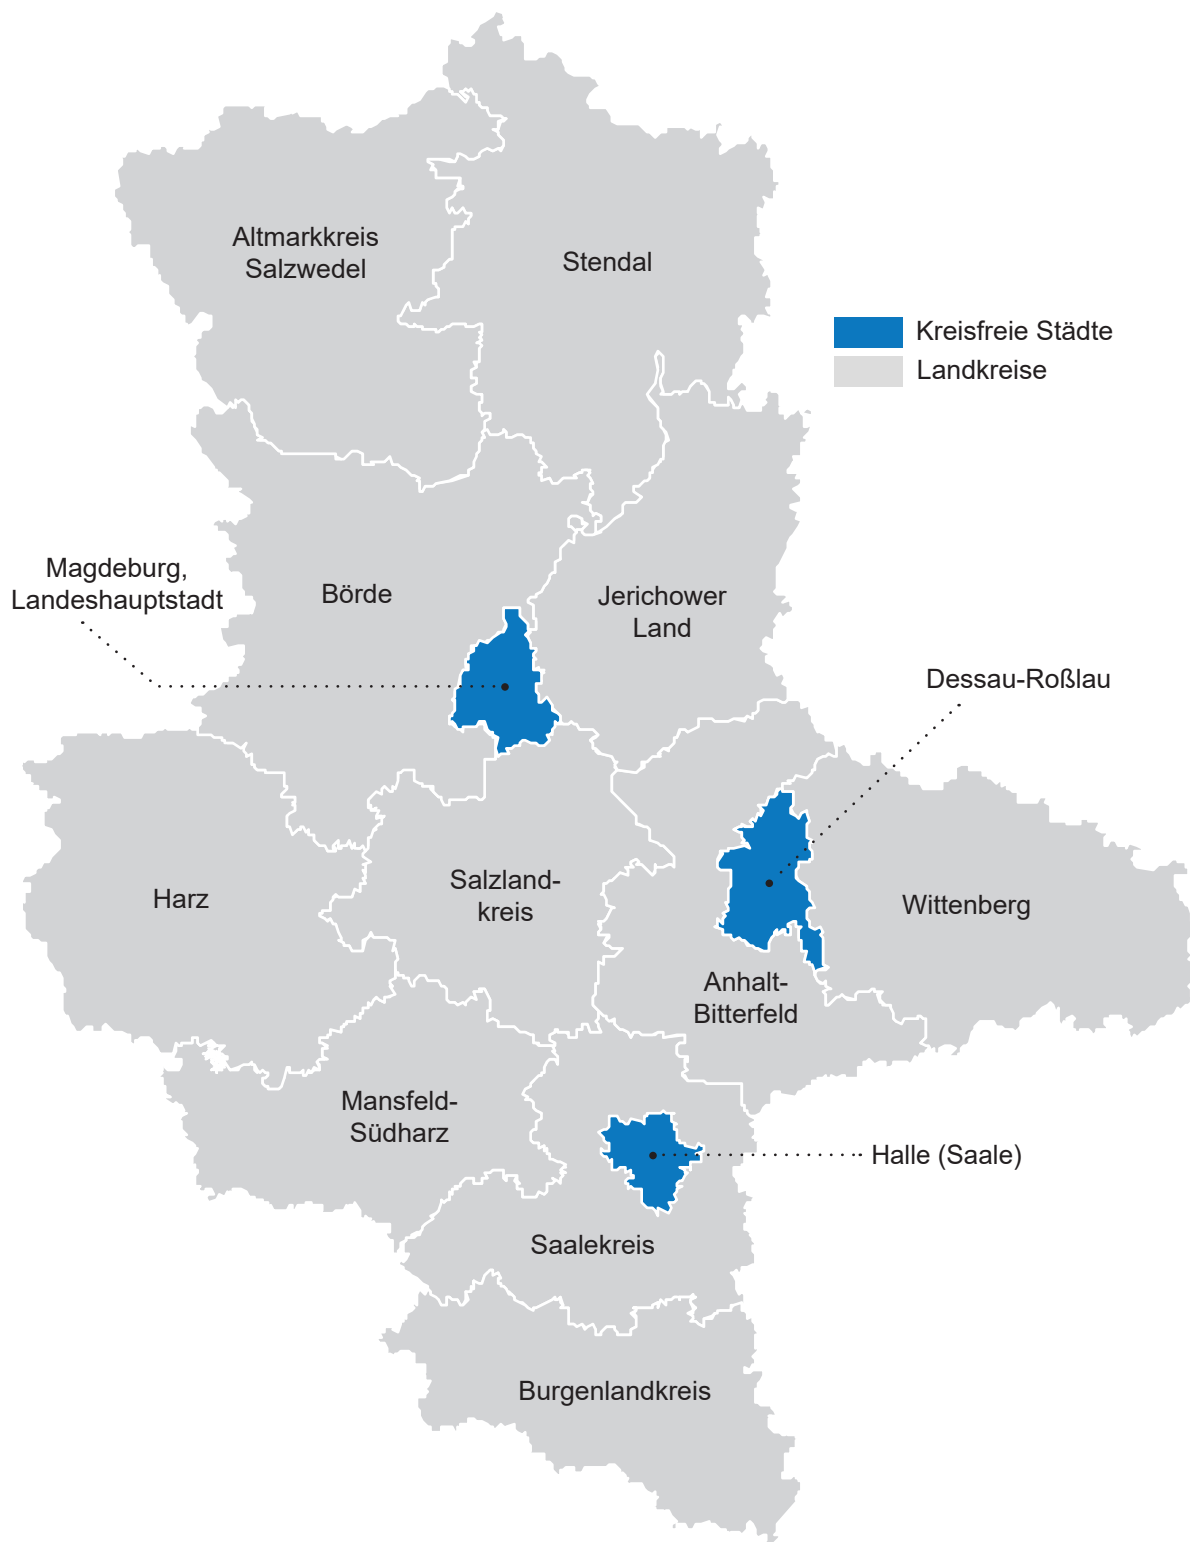 Altmarkkreis
Salzwedel
Stendal
Kreisfreie Städte
Landkreise
Magdeburg,
Landeshauptstadt
Börde
Jerichower
Land
Dessau-Roßlau
Harz
Salzland-
kreis
Wittenberg
Anhalt-
Bitterfeld
Mansfeld-
Südharz
Halle (Saale)
Saalekreis
Burgenlandkreis